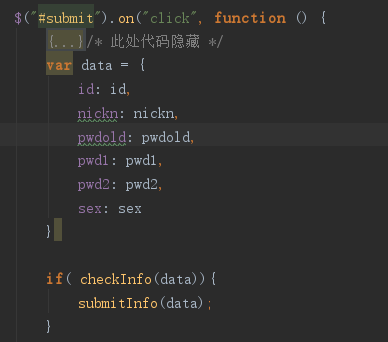 $("#submit").on("click", function () {
{...}/* 此处代码隐藏 */
var data = {
id: id,
nickn: nickn,
pwdold: pwdold,
pwd1: pwd1,
pwd2: pwd2,
sex: sex
}
if( checkInfo(data)){
submitInfo(data);
}